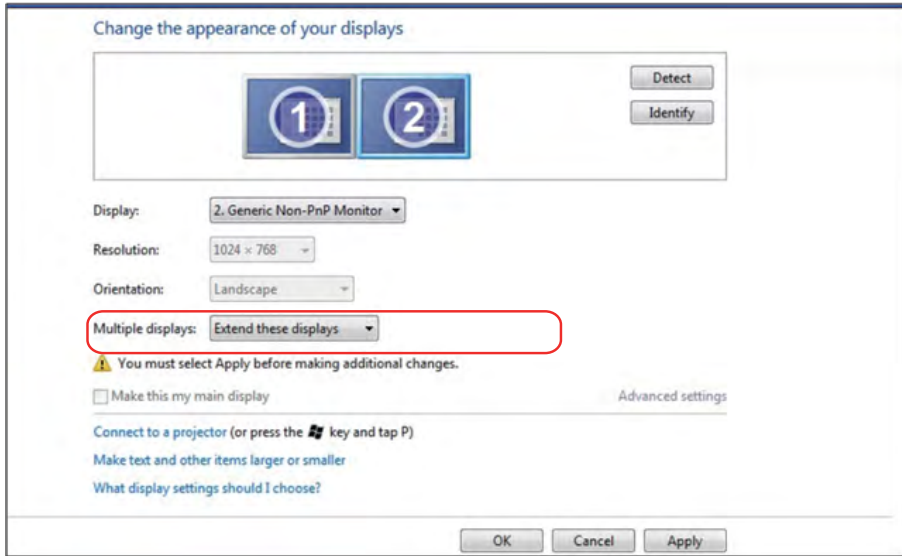 Change the appearance of your displays
1
2
Detect
Identify
Display:
2. Generic Non-PnP Monitor
Resolution:
1024 × 768
Orientation:
Landscape
Multiple displays:
Extend these displays
You must select Apply before making additional changes.
Make this my main display
Advanced settings
Connect to a projector (or press the key and tap P)
Make text and other items larger or smaller
What display settings should I choose?
OK
Cancel
Apply